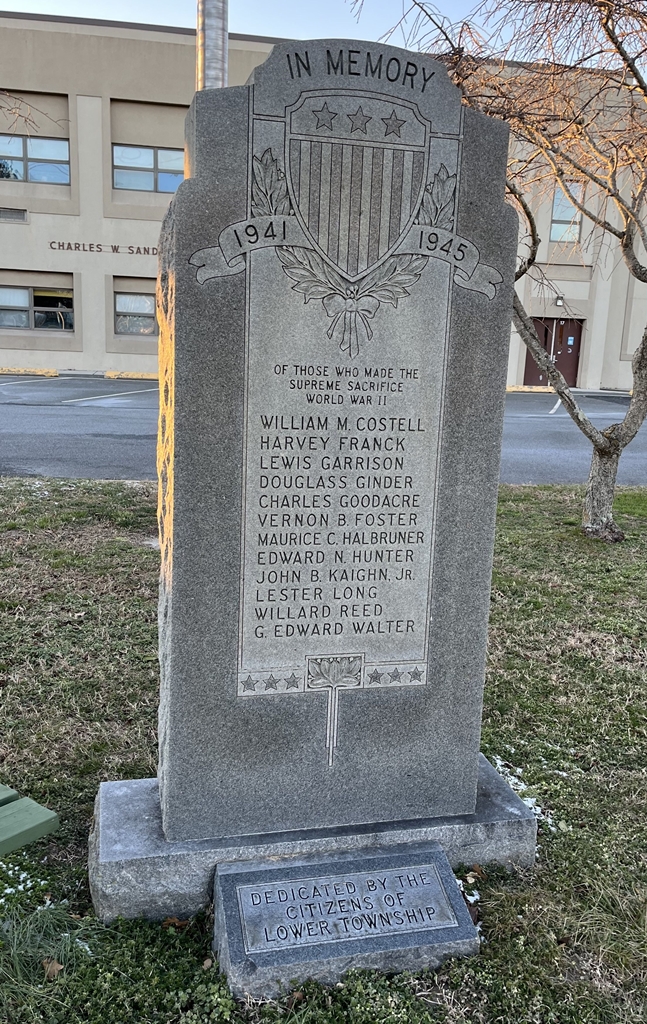 IN MEMORY
1941 1945
CHARLES W. SAND
OF THOSE WHO MADE THE
SUPREME SACRIFICE
WORLD WAR II
WILLIAM M. COSTELL
HARVEY FRANCK
LEWIS GARRISON
DOUGLASS GINDER
CHARLES GOODACRE
VERNON B. FOSTER
MAURICE C. HALBRUNER
EDWARD N. HUNTER
JOHN B. KAIGHN, JR.
LESTER LONG
WILLARD REED
G. EDWARD WALTER
DEDICATED BY THE
CITIZENS OF
LOWER TOWNSHIP